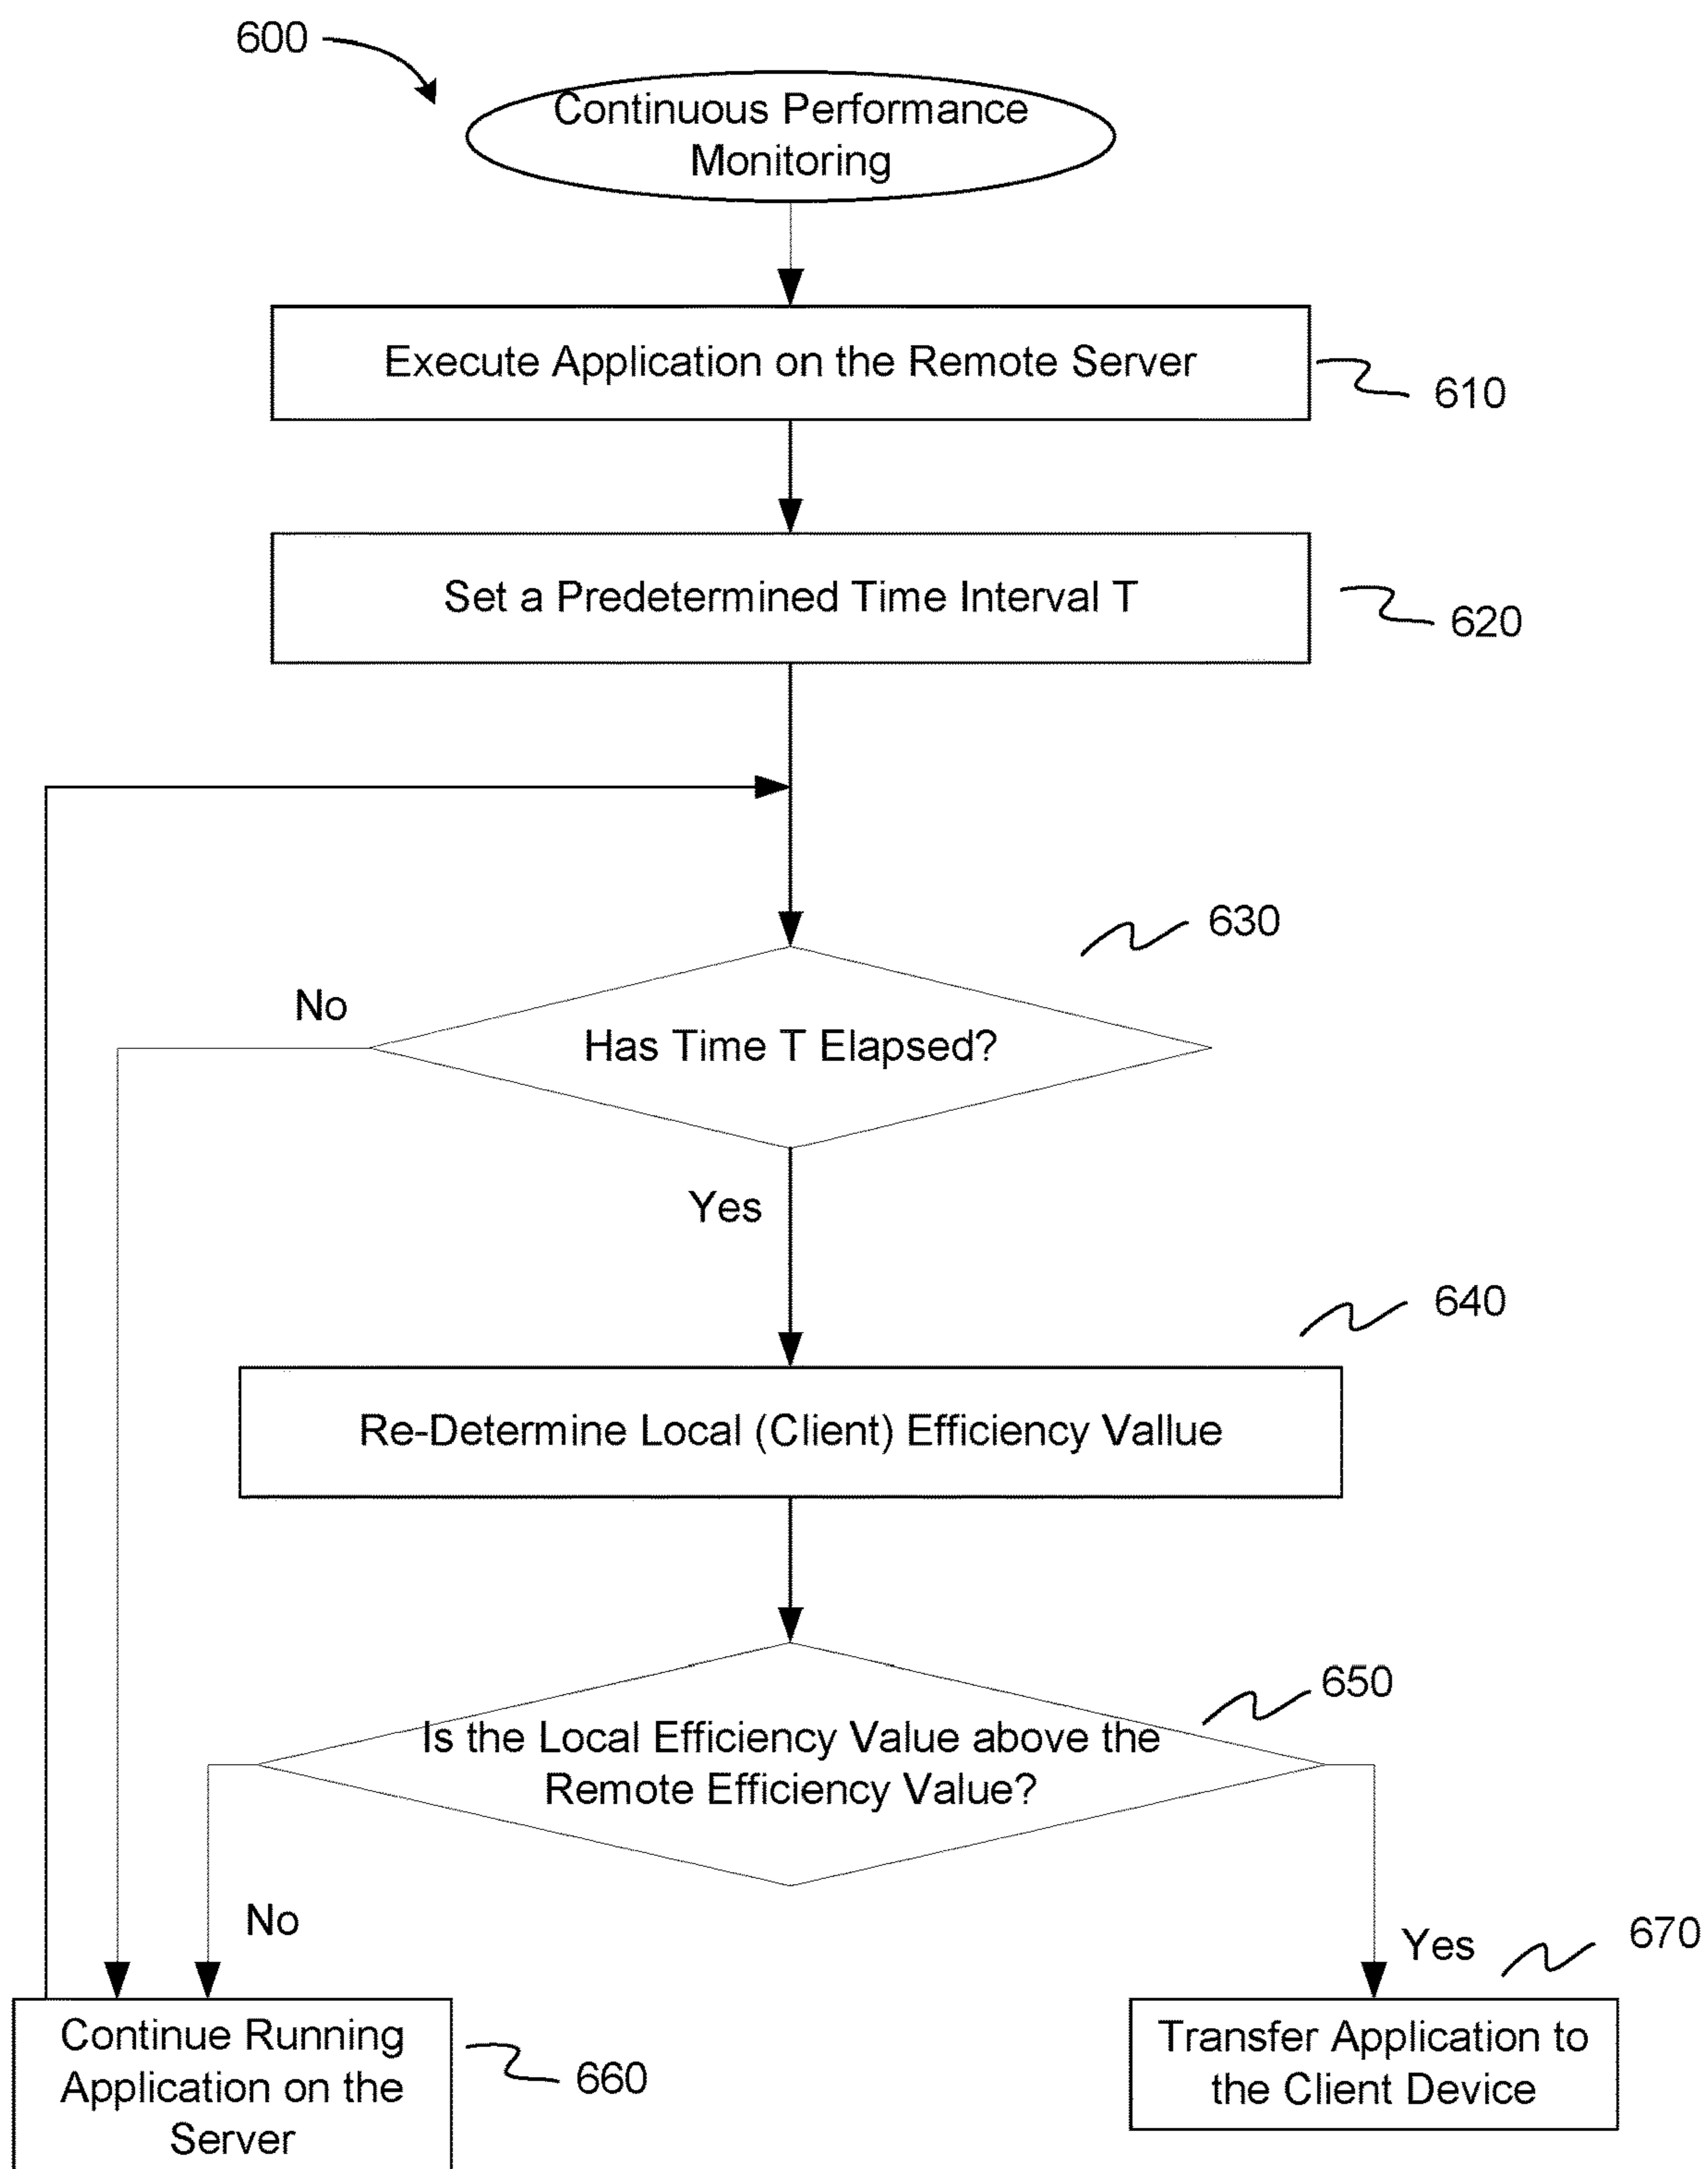 600
Continuous Performance
Monitoring
Execute Application on the Remote Server
610
Set a Predetermined Time Interval T
620
630
No
Has Time T Elapsed?
Yes
640
Re-Determine Local (Client) Efficiency Vallue
650
Is the Local Efficiency Value above the
Remote Efficiency Value?
No
Yes
670
Continue Running
Application on the
Server
660
Transfer Application to
the Client Device